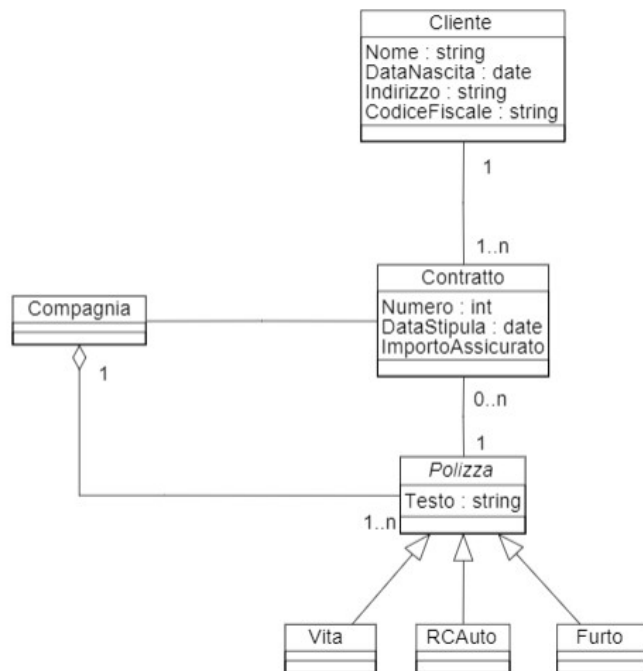 Cliente
Nome : string
DataNascita : date
Indirizzo : string
CodiceFiscale : string
1
1..n
Contratto
Numero : int
DataStipula : date
ImportoAssicurato
Compagnia
1
0..n
1
Polizza
Testo : string
1..n
Vita
RCAuto
Furto